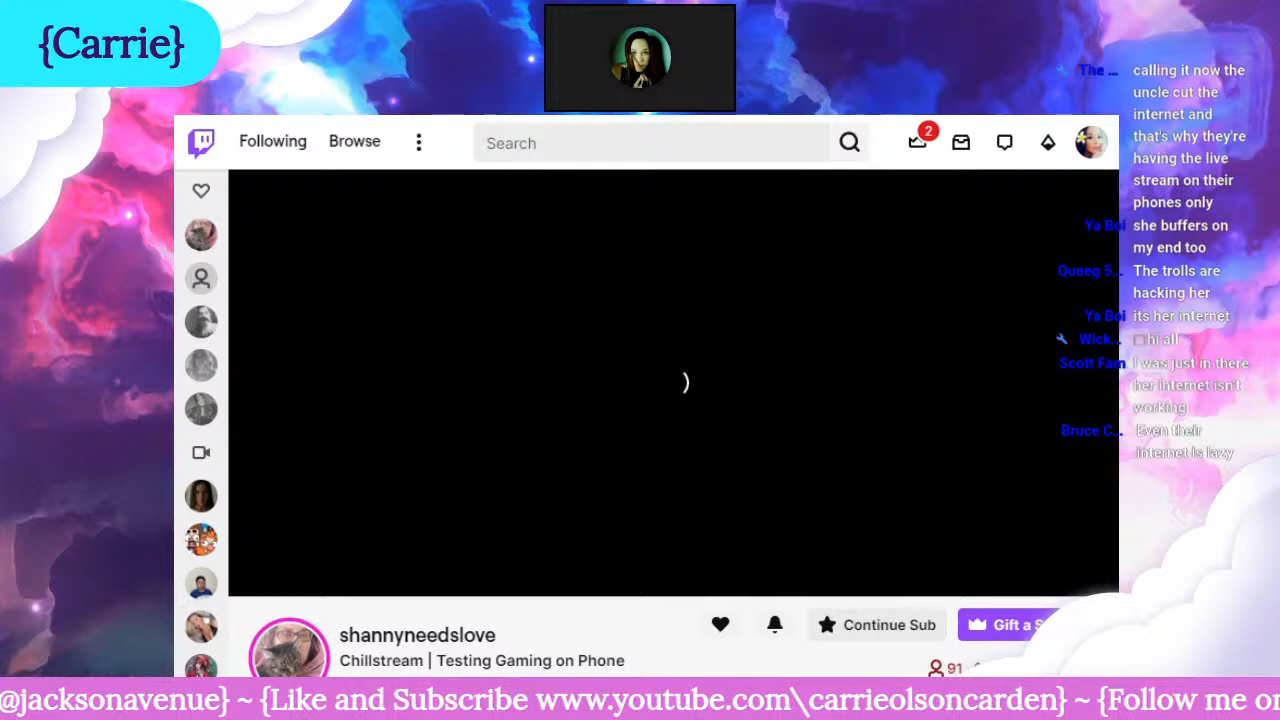 {Carrie}
Following
Browse
Search
2
The ...
calling it now the
uncle cut the
internet and
that's why they're
having the live
stream on their
phones only
Ya Boi
she buffers on
my end too
Queeg S...
The trolls are
hacking her
Ya Boi
its her internet
Wick...
hi all
Scott Fam
I was just in there
her internet isn't
working
Bruce C...
Even their
internet is lazy
shannyneedslove
Chillstream | Testing Gaming on Phone
Continue Sub
Gift a S
91
@jacksonavenue} ~ {Like and Subscribe www.youtube.com\carrieolsoncarden} ~ {Follow me on